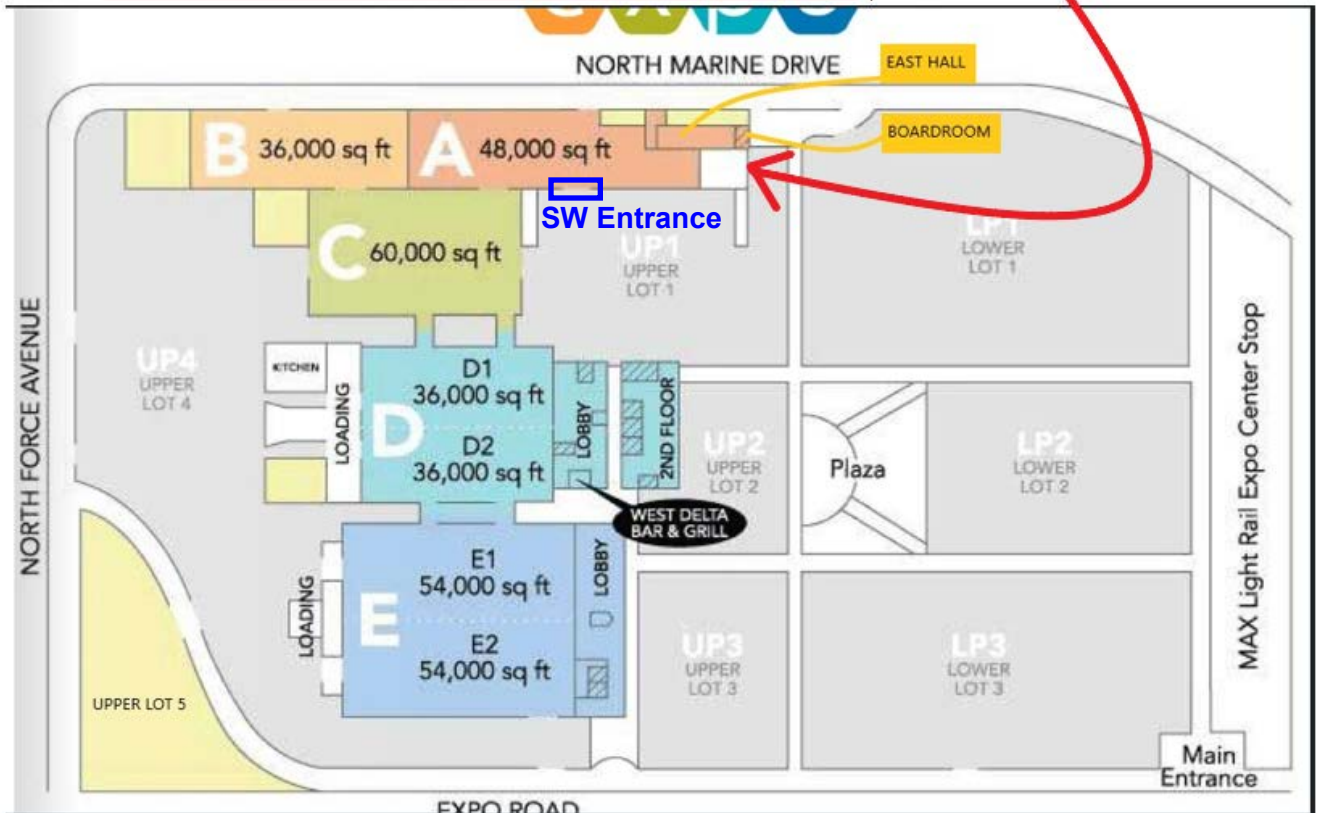 EXPO
NORTH MARINE DRIVE
EAST HALL
BOARDROOM
B 36,000 sq ft
A 48,000 sq ft
SW Entrance
C 60,000 sq ft
UP1
UPPER
LOT 1
LP1
LOWER
LOT 1
NORTH FORCE AVENUE
UP4
UPPER
LOT 4
KITCHEN
LOADING
D
D1
36,000 sq ft
D2
36,000 sq ft
LOBBY
2ND FLOOR
UP2
UPPER
LOT 2
Plaza
LP2
LOWER
LOT 2
MAX Light Rail Expo Center Stop
WEST DELTA
BAR & GRILL
LOADING
E
E1
54,000 sq ft
E2
54,000 sq ft
LOBBY
UP3
UPPER
LOT 3
LP3
LOWER
LOT 3
UPPER LOT 5
Main
Entrance
EXPO ROAD